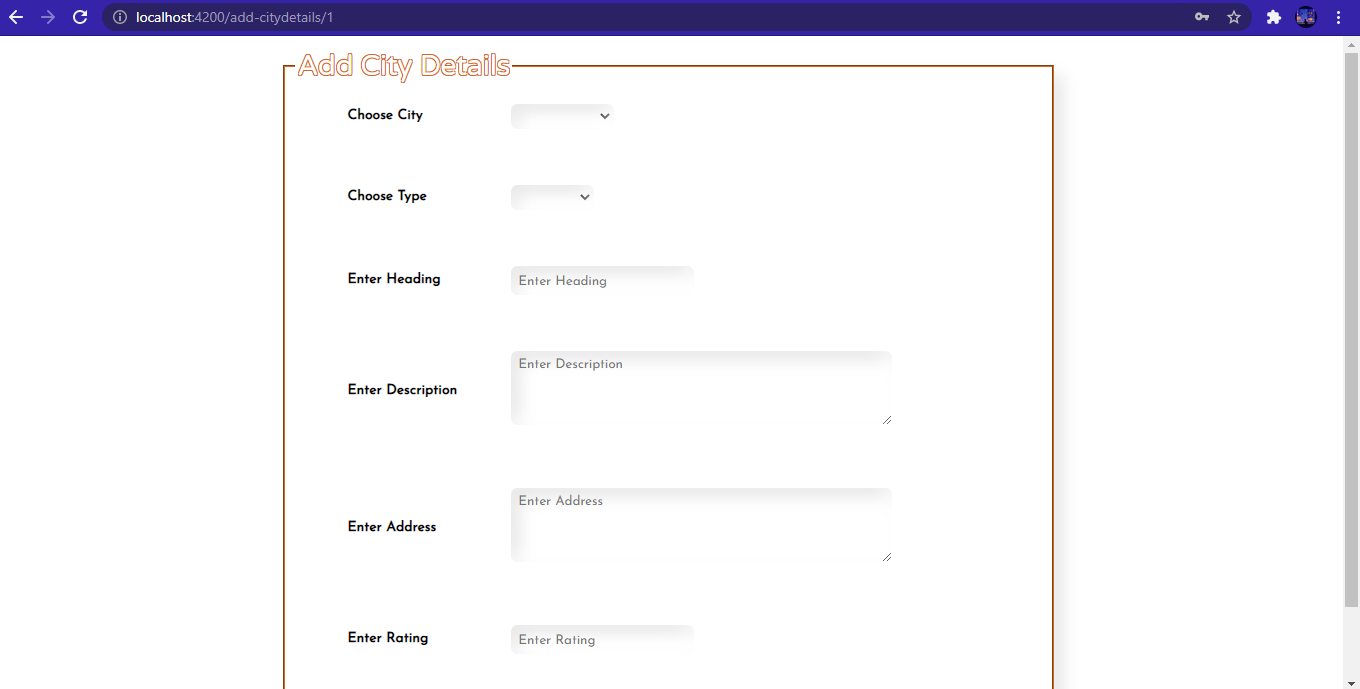 localhost:4200/add-citydetails/1
Add City Details
Choose City
Choose Type
Enter Heading
Enter Heading
Enter Description
Enter Description
Enter Address
Enter Address
Enter Rating
Enter Rating